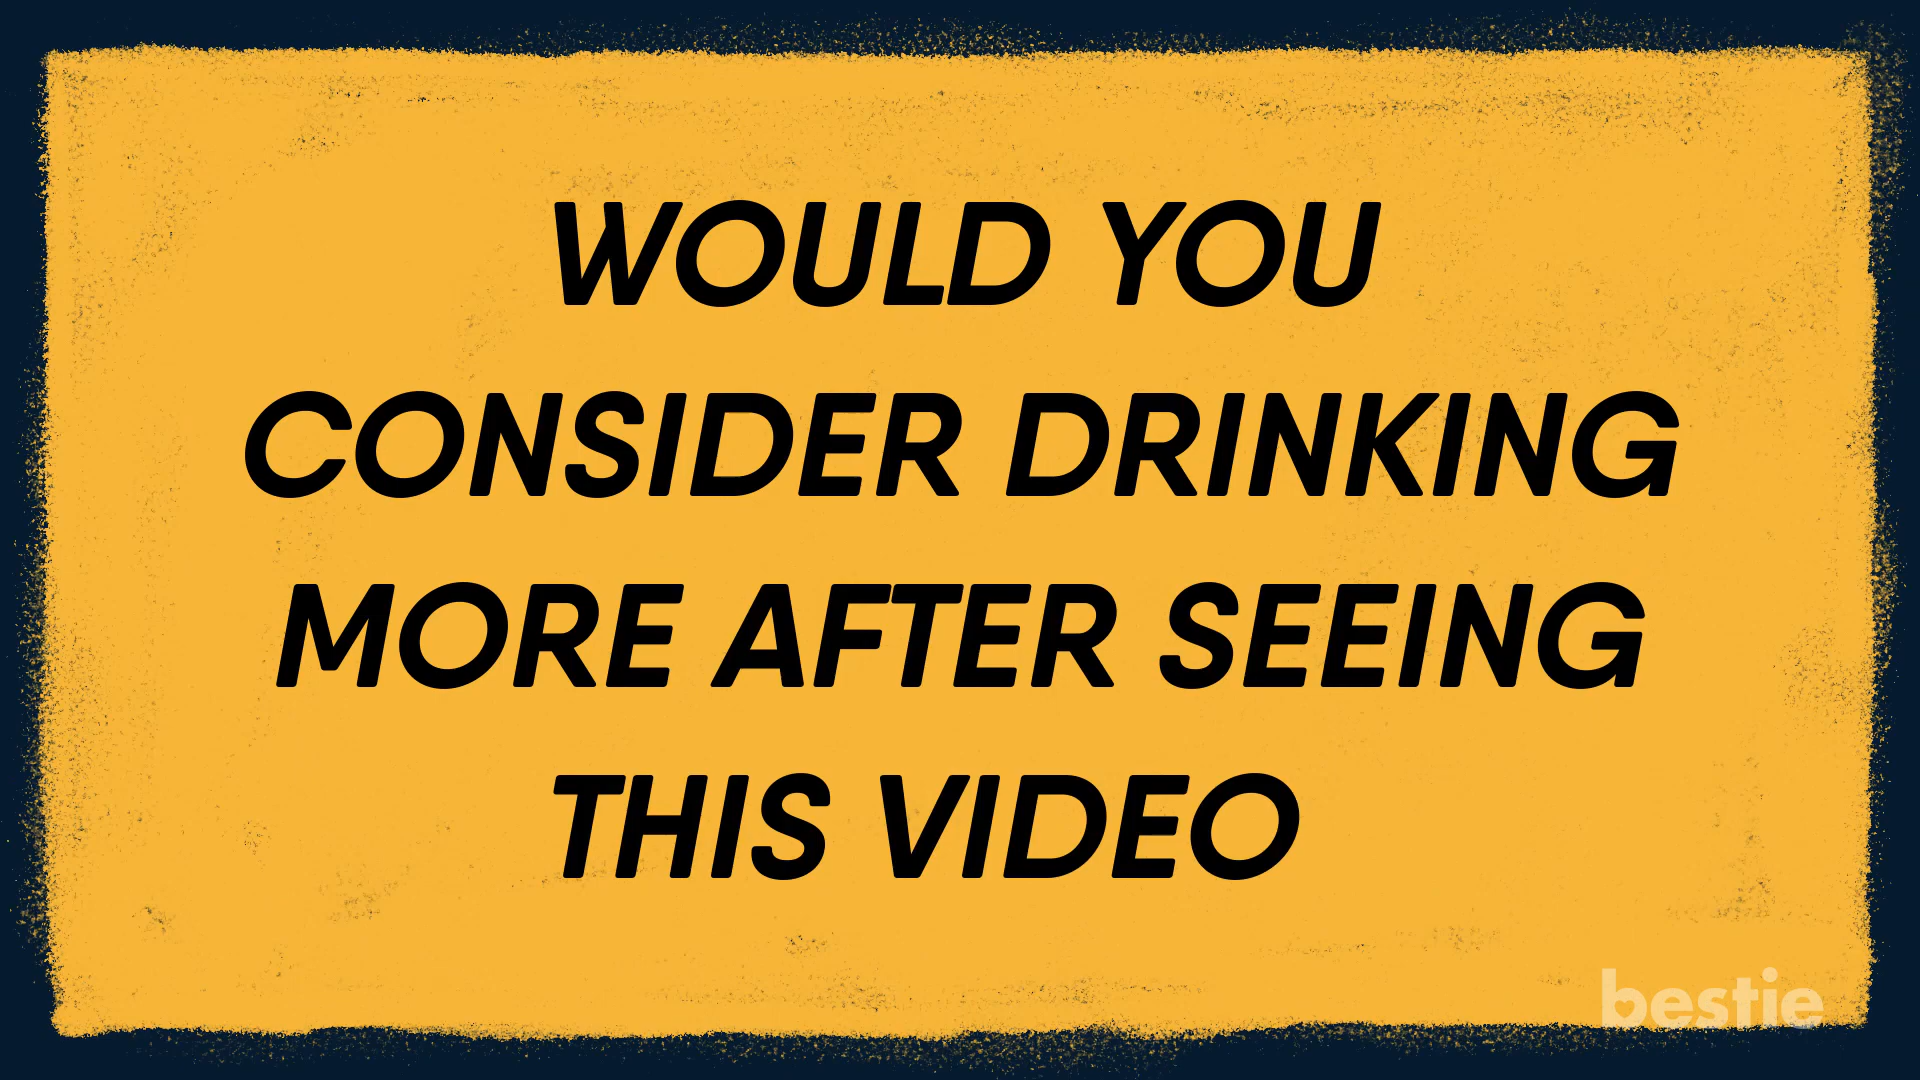 WOULD YOU
CONSIDER DRINKING
MORE AFTER SEEING
THIS VIDEO
bestie